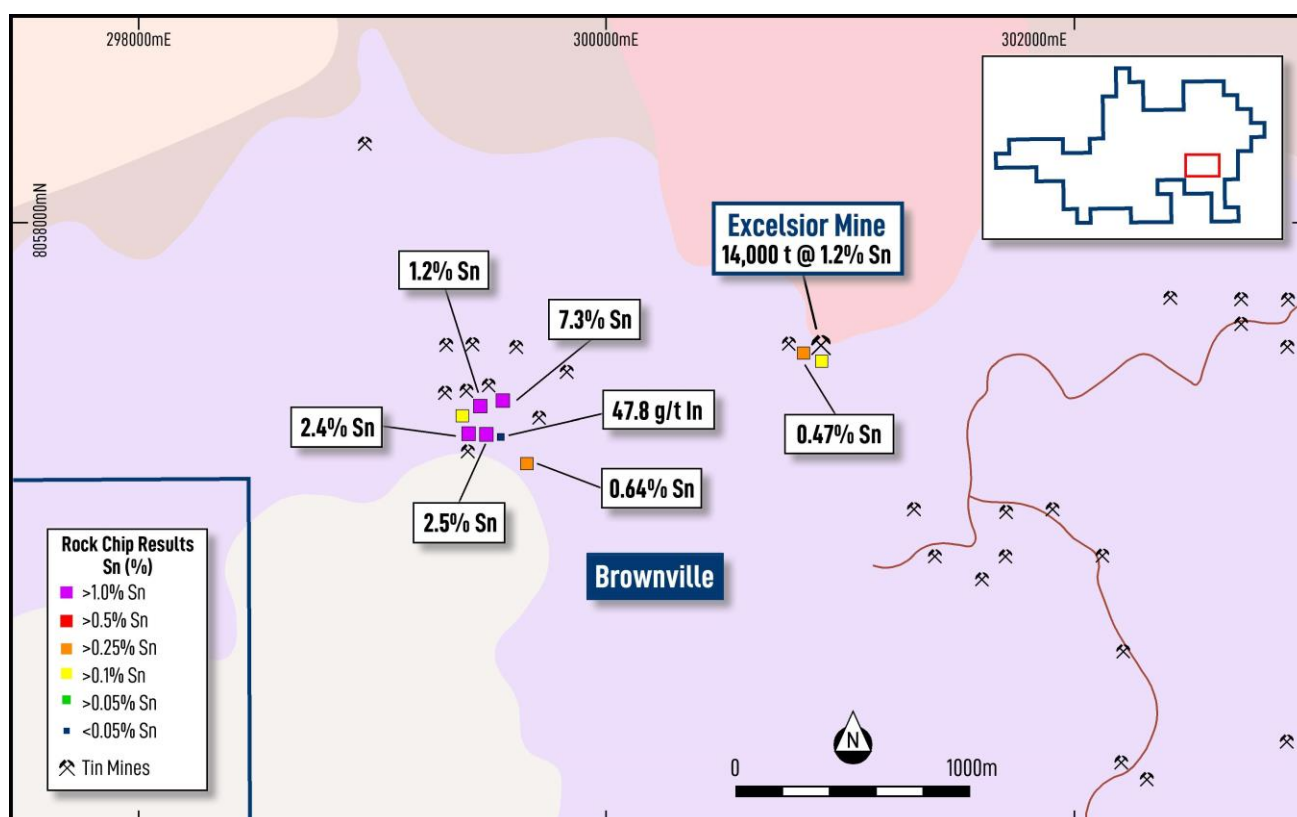 298000mE
300000mE
302000mE
8058000mN
Excelsior Mine
14,000 t @ 1.2% Sn
1.2% Sn
7.3% Sn
2.4% Sn
47.8 g/t In
0.47% Sn
0.64% Sn
2.5% Sn
Brownville
Rock Chip Results
Sn (%)
>1.0% Sn
>0.5% Sn
>0.25% Sn
>0.1% Sn
>0.05% Sn
<0.05% Sn
Tin Mines
N
0
1000m